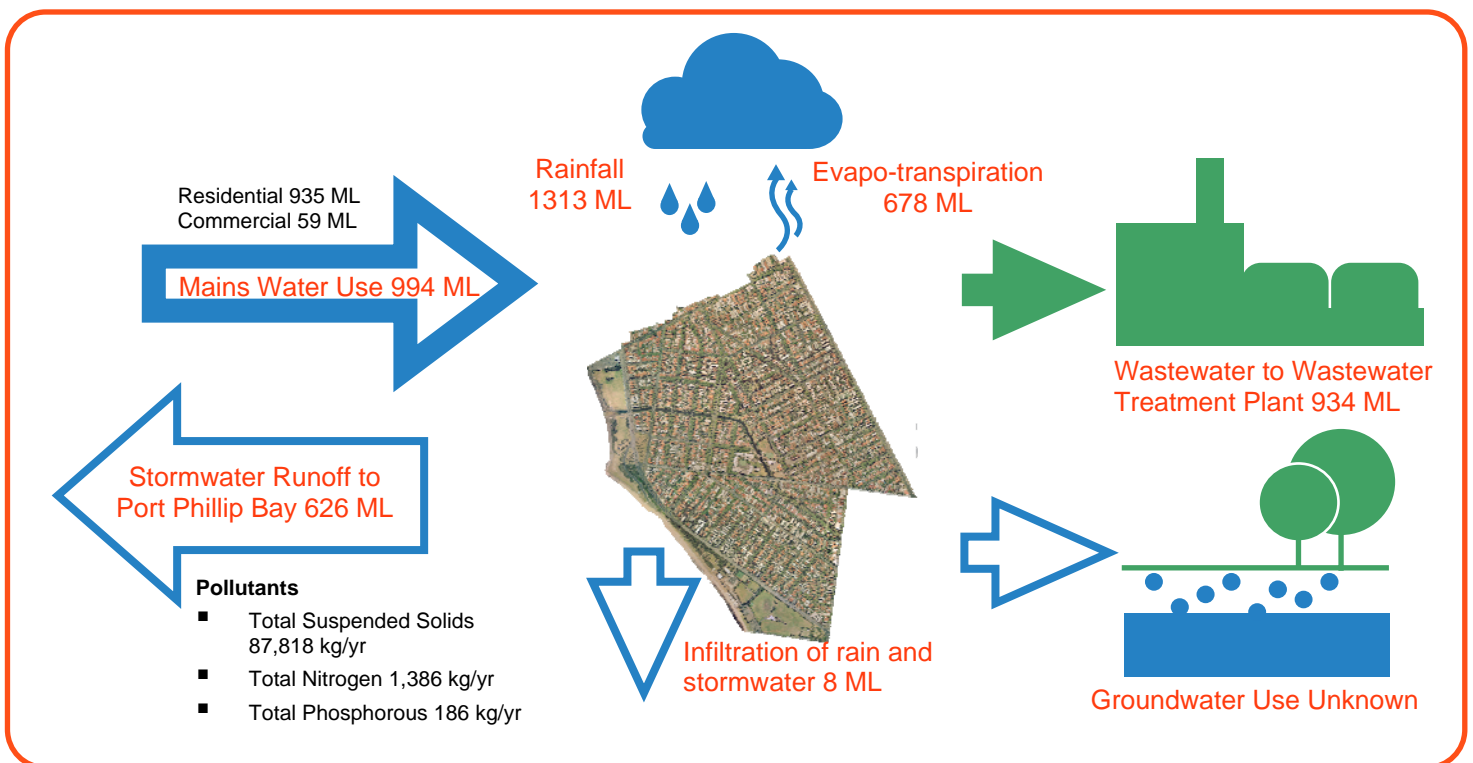 Residential 935 ML
Commercial 59 ML
Mains Water Use 994 ML
Rainfall
1313 ML
Evapo-transpiration
678 ML
Wastewater to Wastewater
Treatment Plant 934 ML
Stormwater Runoff to
Port Phillip Bay 626 ML
Pollutants
▪ Total Suspended Solids
87,818 kg/yr
▪ Total Nitrogen 1,386 kg/yr
▪ Total Phosphorous 186 kg/yr
Infiltration of rain and
stormwater 8 ML
Groundwater Use Unknown